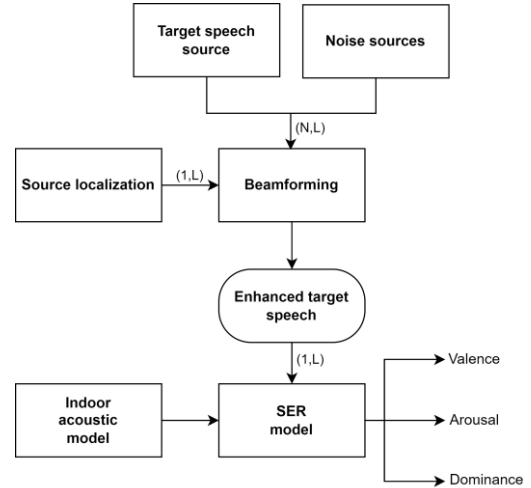 Target speech
source
Noise sources
(N,L)
Source localization
(1,L)
Beamforming
Enhanced target
speech
(1,L)
Indoor
acoustic
model
SER
model
Valence
Arousal
Dominance